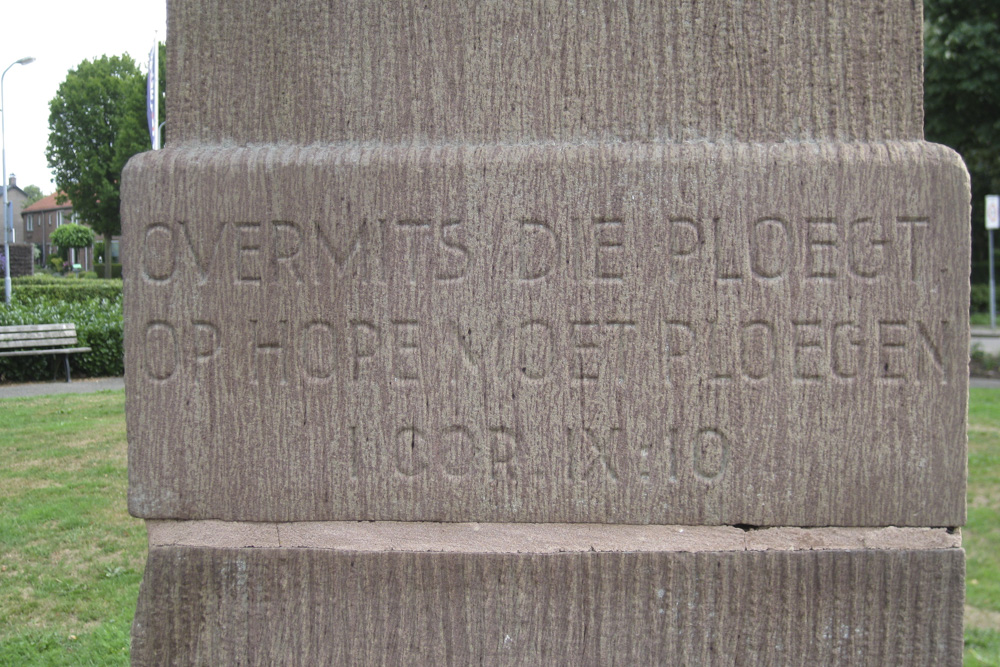 OVERMITS DIE PLOEGT,
OP HOPE MOET PLOEGEN
I COR. IX:10